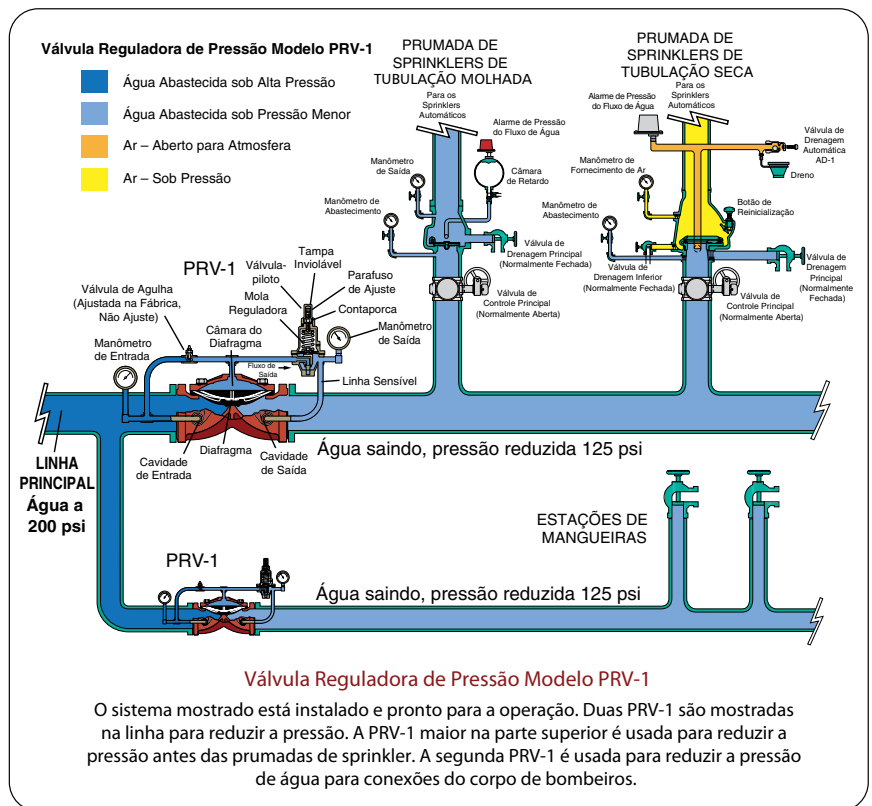 Válvula Reguladora de Pressão Modelo PRV-1
Água Abastecida sob Alta Pressão
Água Abastecida sob Pressão Menor
Ar – Aberto para Atmosfera
Ar – Sob Pressão
PRUMADA DE
SPRINKLERS DE
TUBULAÇÃO MOLHADA
Para os
Sprinklers
Automáticos
Alarme de Pressão
do Fluxo de Água
Manômetro
de Saída
Câmara
de Retardo
Manômetro de
Abastecimento
Válvula de
Drenagem Principal
(Normalmente Fechada)
Válvula de
Controle Principal
(Normalmente Aberta)
PRUMADA DE
SPRINKLERS DE
TUBULAÇÃO SECA
Para os
Sprinklers
Automáticos
Alarme de Pressão
do Fluxo de Água
Válvula de
Drenagem
Automática
AD-1
Dreno
Manômetro de
Fornecimento de Ar
Botão de
Reinicialização
Manômetro de
Abastecimento
Válvula de
Drenagem Inferior
(Normalmente Fechada)
Válvula de
Drenagem
Principal
(Normalmente
Fechada)
Válvula de
Controle Principal
(Normalmente Aberta)
PRV-1
Tampa
Inviolável
Válvula-
piloto
Parafuso
de Ajuste
Mola
Reguladora
Contaporca
Válvula de Agulha
(Ajustada na Fábrica,
Não Ajuste)
Câmara do
Diafragma
Manômetro
de Saída
Manômetro
de Entrada
Fluxo de
Saída
Linha Sensível
Cavidade
de Entrada
Diafragma
Cavidade
de Saída
Água saindo, pressão reduzida 125 psi
LINHA
PRINCIPAL
Água a
200 psi
ESTAÇÕES DE
MANGUEIRAS
PRV-1
Água saindo, pressão reduzida 125 psi
Válvula Reguladora de Pressão Modelo PRV-1
O sistema mostrado está instalado e pronto para a operação. Duas PRV-1 são mostradas
na linha para reduzir a pressão. A PRV-1 maior na parte superior é usada para reduzir a
pressão antes das prumadas de sprinkler. A segunda PRV-1 é usada para reduzir a pressão
de água para conexões do corpo de bombeiros.